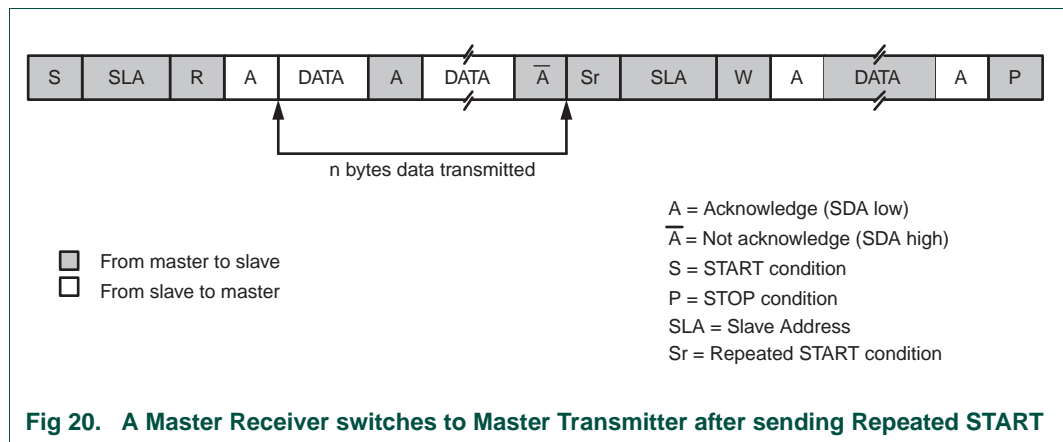 S SLA R A DATA A DATA A̅ Sr SLA W A DATA A P
n bytes data transmitted
From master to slave
From slave to master
A = Acknowledge (SDA low)
A̅ = Not acknowledge (SDA high)
S = START condition
P = STOP condition
SLA = Slave Address
Sr = Repeated START condition
Fig 20. A Master Receiver switches to Master Transmitter after sending Repeated START